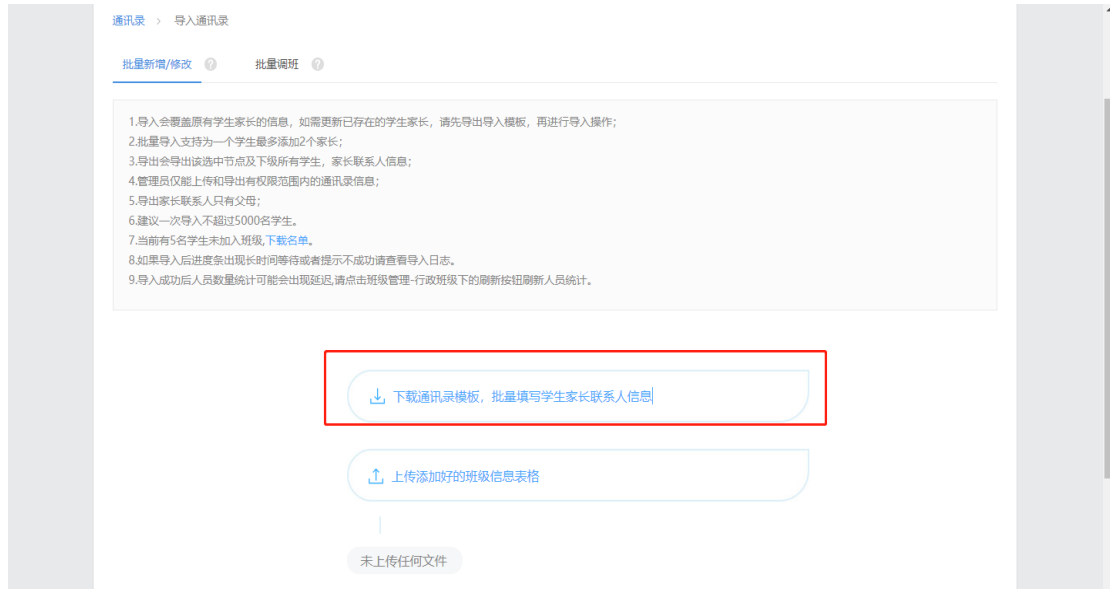 通讯录 > 导入通讯录
批量新增/修改 ? 批量调班 ?
1.导入会覆盖原有学生家长的信息，如需更新已存在的学生家长，请先导出导入模板，再进行导入操作；
2.批量导入支持为一个学生最多添加2个家长；
3.导出会导出该选中节点及下级所有学生，家长联系人信息；
4.管理员仅能上传和导出有权限范围内的通讯录信息；
5.导出家长联系人只有父母；
6.建议一次导入不超过5000名学生。
7.当前有5名学生未加入班级,下载名单。
8.如果导入后进度条出现长时间等待或者提示不成功请查看导入日志。
9.导入成功后人员数量统计可能会出现延迟,请点击班级管理-行政班级下的刷新按钮刷新人员统计。
下载通讯录模板，批量填写学生家长联系人信息
上传添加好的班级信息表格
未上传任何文件